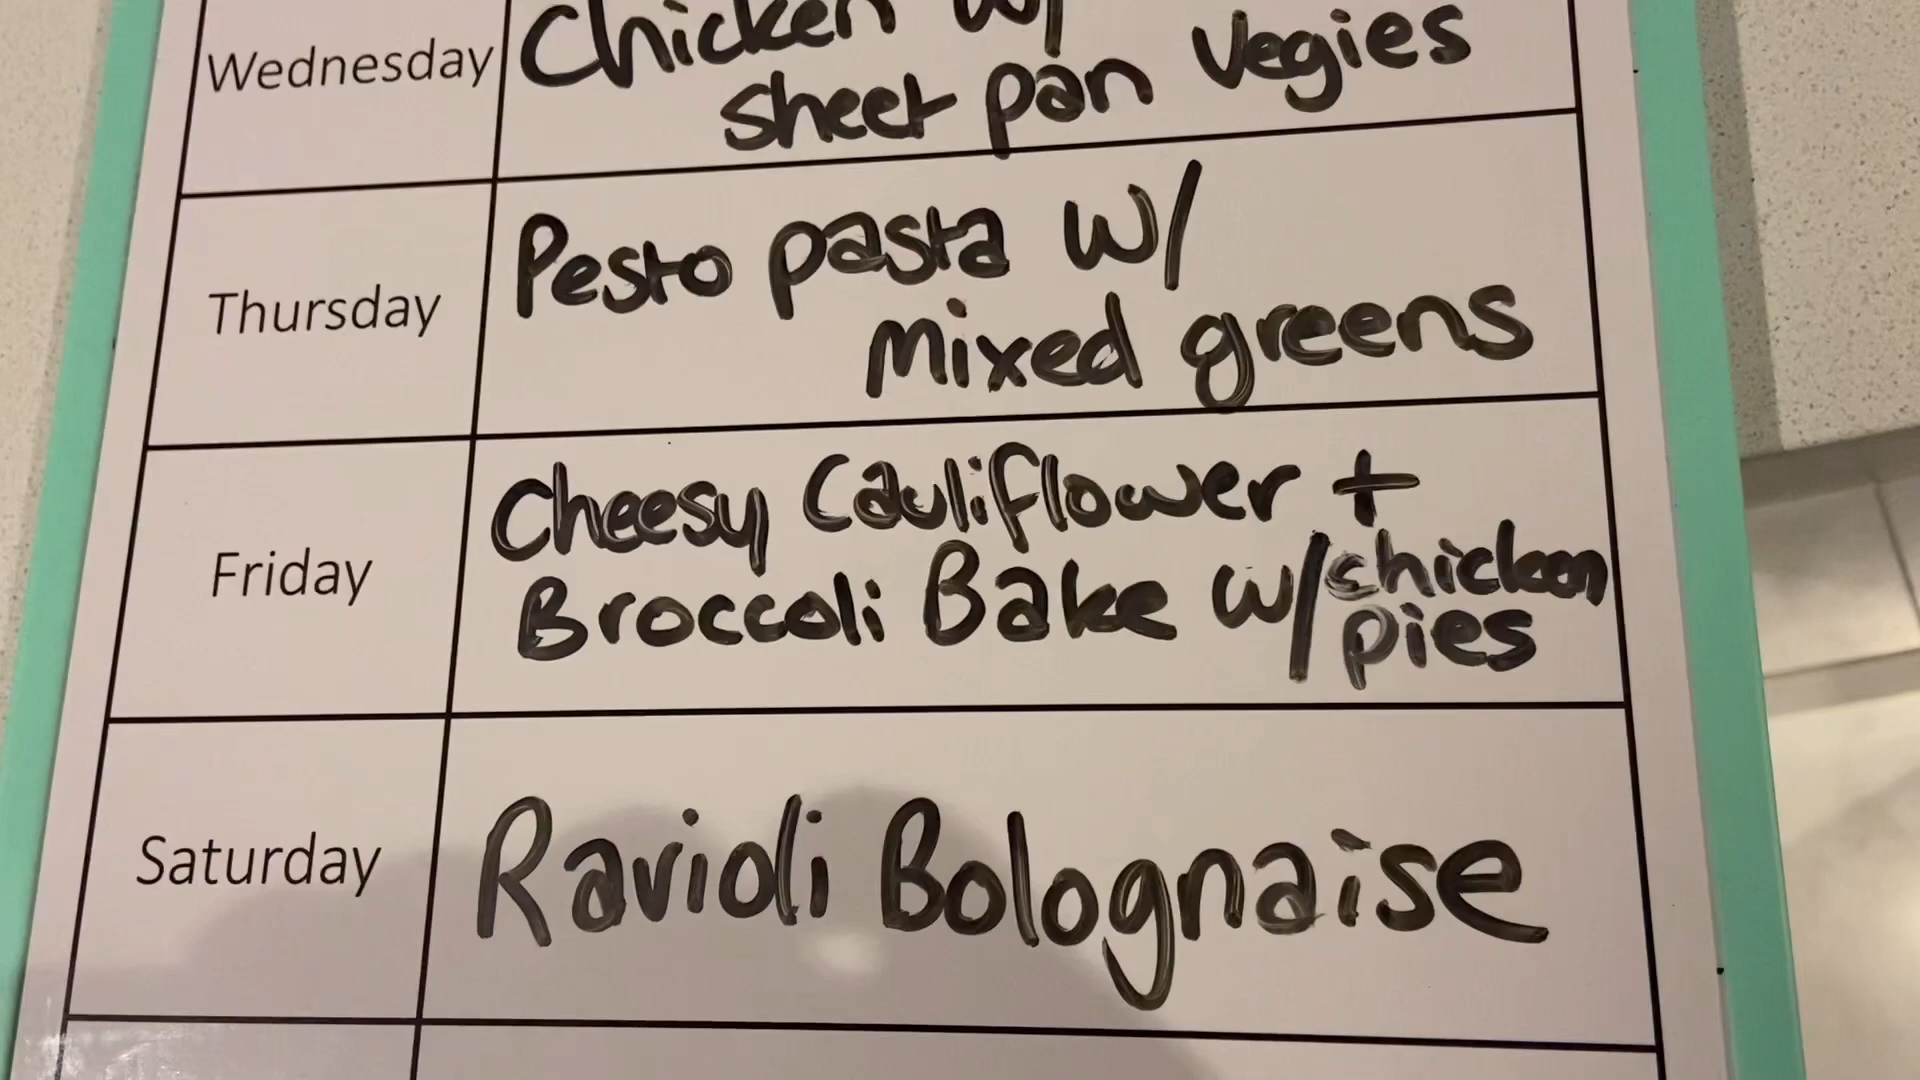 Wednesday
Chicken w/
sheet pan Vegies
Thursday
Pesto pasta w/
mixed greens
Friday
Cheesy Cauliflower +
Broccoli Bake w/ chicken
pies
Saturday
Ravioli Bolognaise